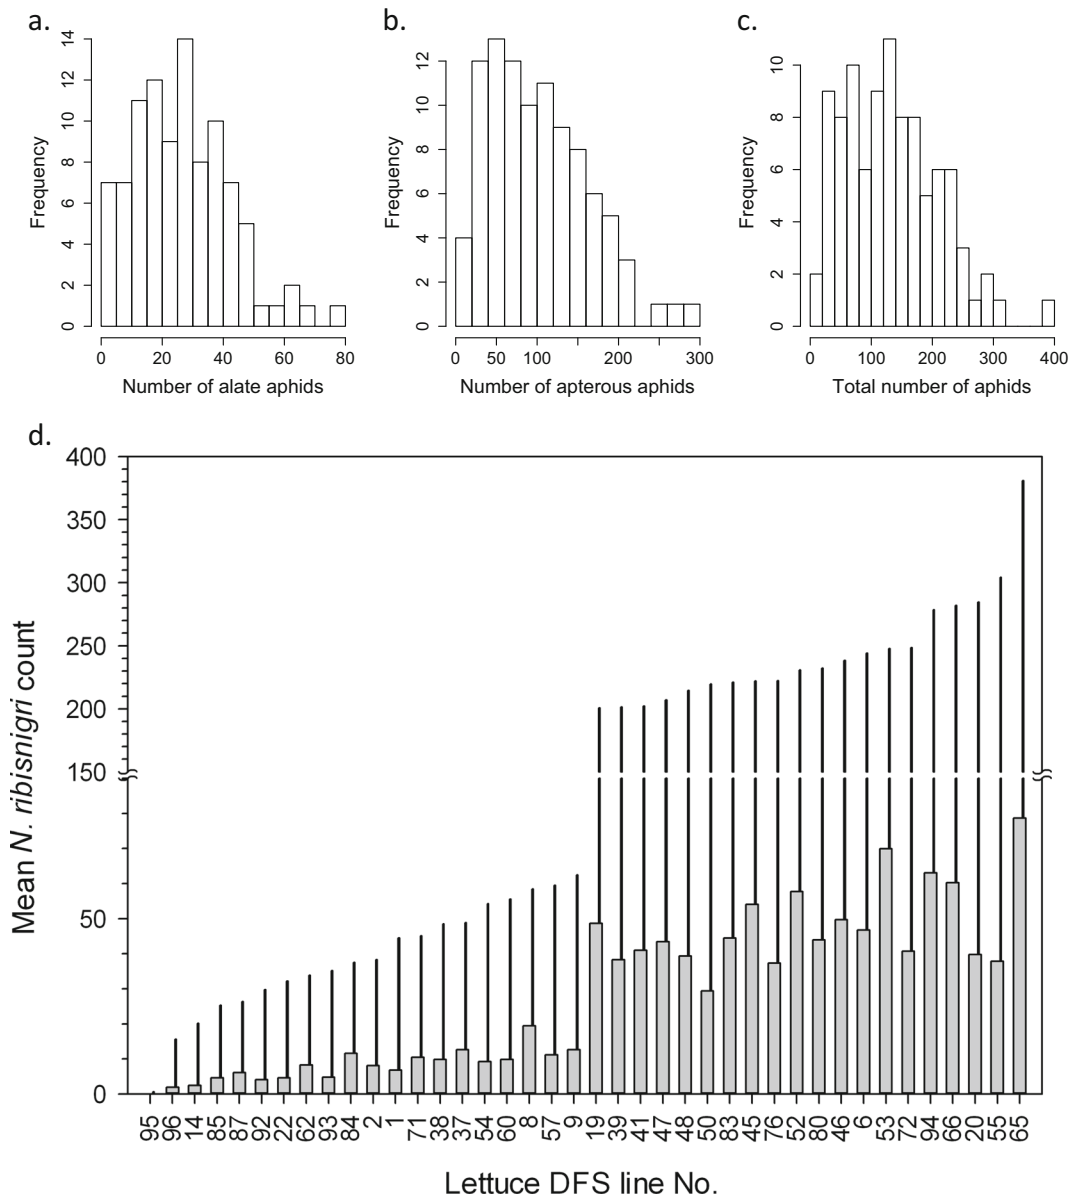 a.
Frequency
0 2 4 6 8 10 12 14
0 20 40 60 80
Number of alate aphids
b.
Frequency
0 2 4 6 8 10 12
0 50 100 200 300
Number of apterous aphids
c.
Frequency
0 2 4 6 8 10
0 100 200 300 400
Total number of aphids
d.
Mean N. ribisnigri count
400
350
300
250
200
150
50
0
95 96 14 85 87 92 22 62 93 84 2 1 71 38 37 54 60 8 57 9 19 39 41 47 48 50 83 45 76 52 80 46 6 53 72 94 66 20 55 65
Lettuce DFS line No.